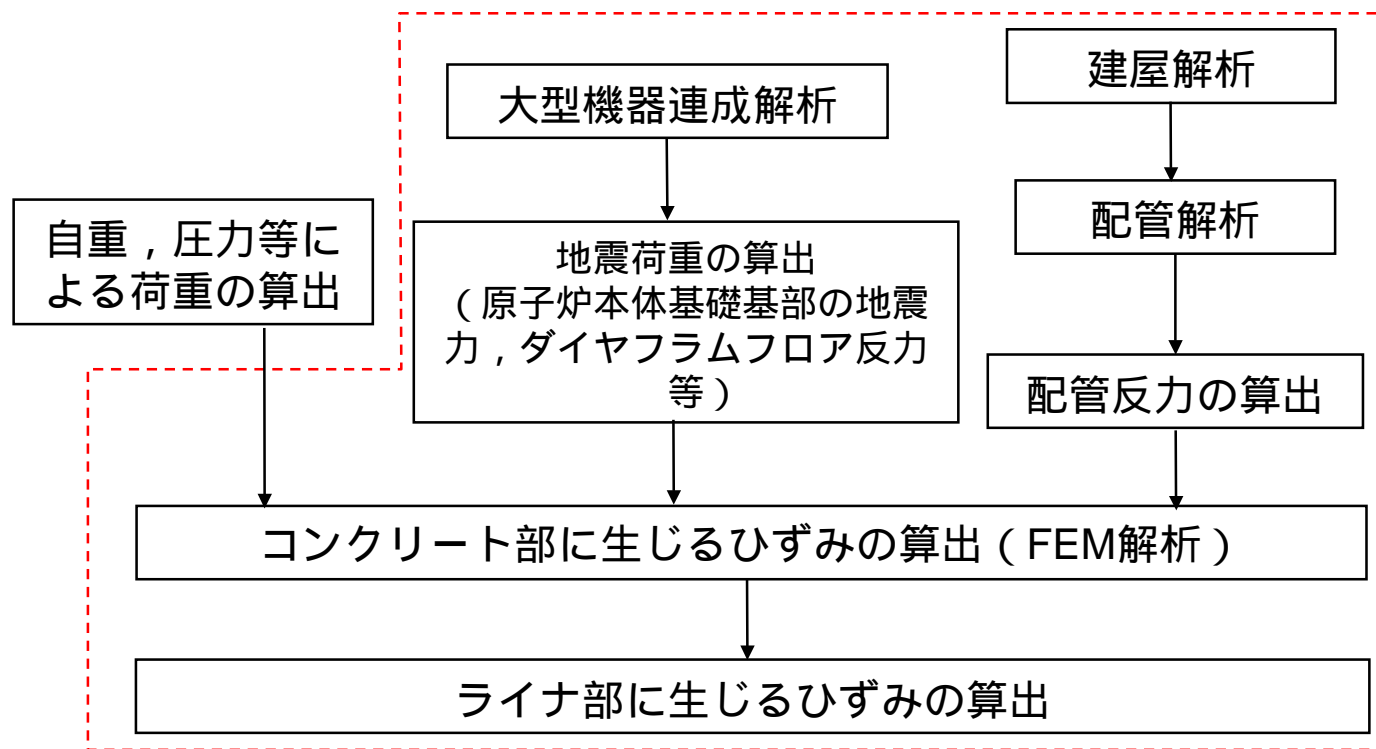 建屋解析
大型機器連成解析
配管解析
自重，圧力等に
よる荷重の算出
地震荷重の算出
（原子炉本体基礎基部の地震
力，ダイヤフラムフロア反力
等）
配管反力の算出
コンクリート部に生じるひずみの算出（FEM解析）
ライナ部に生じるひずみの算出